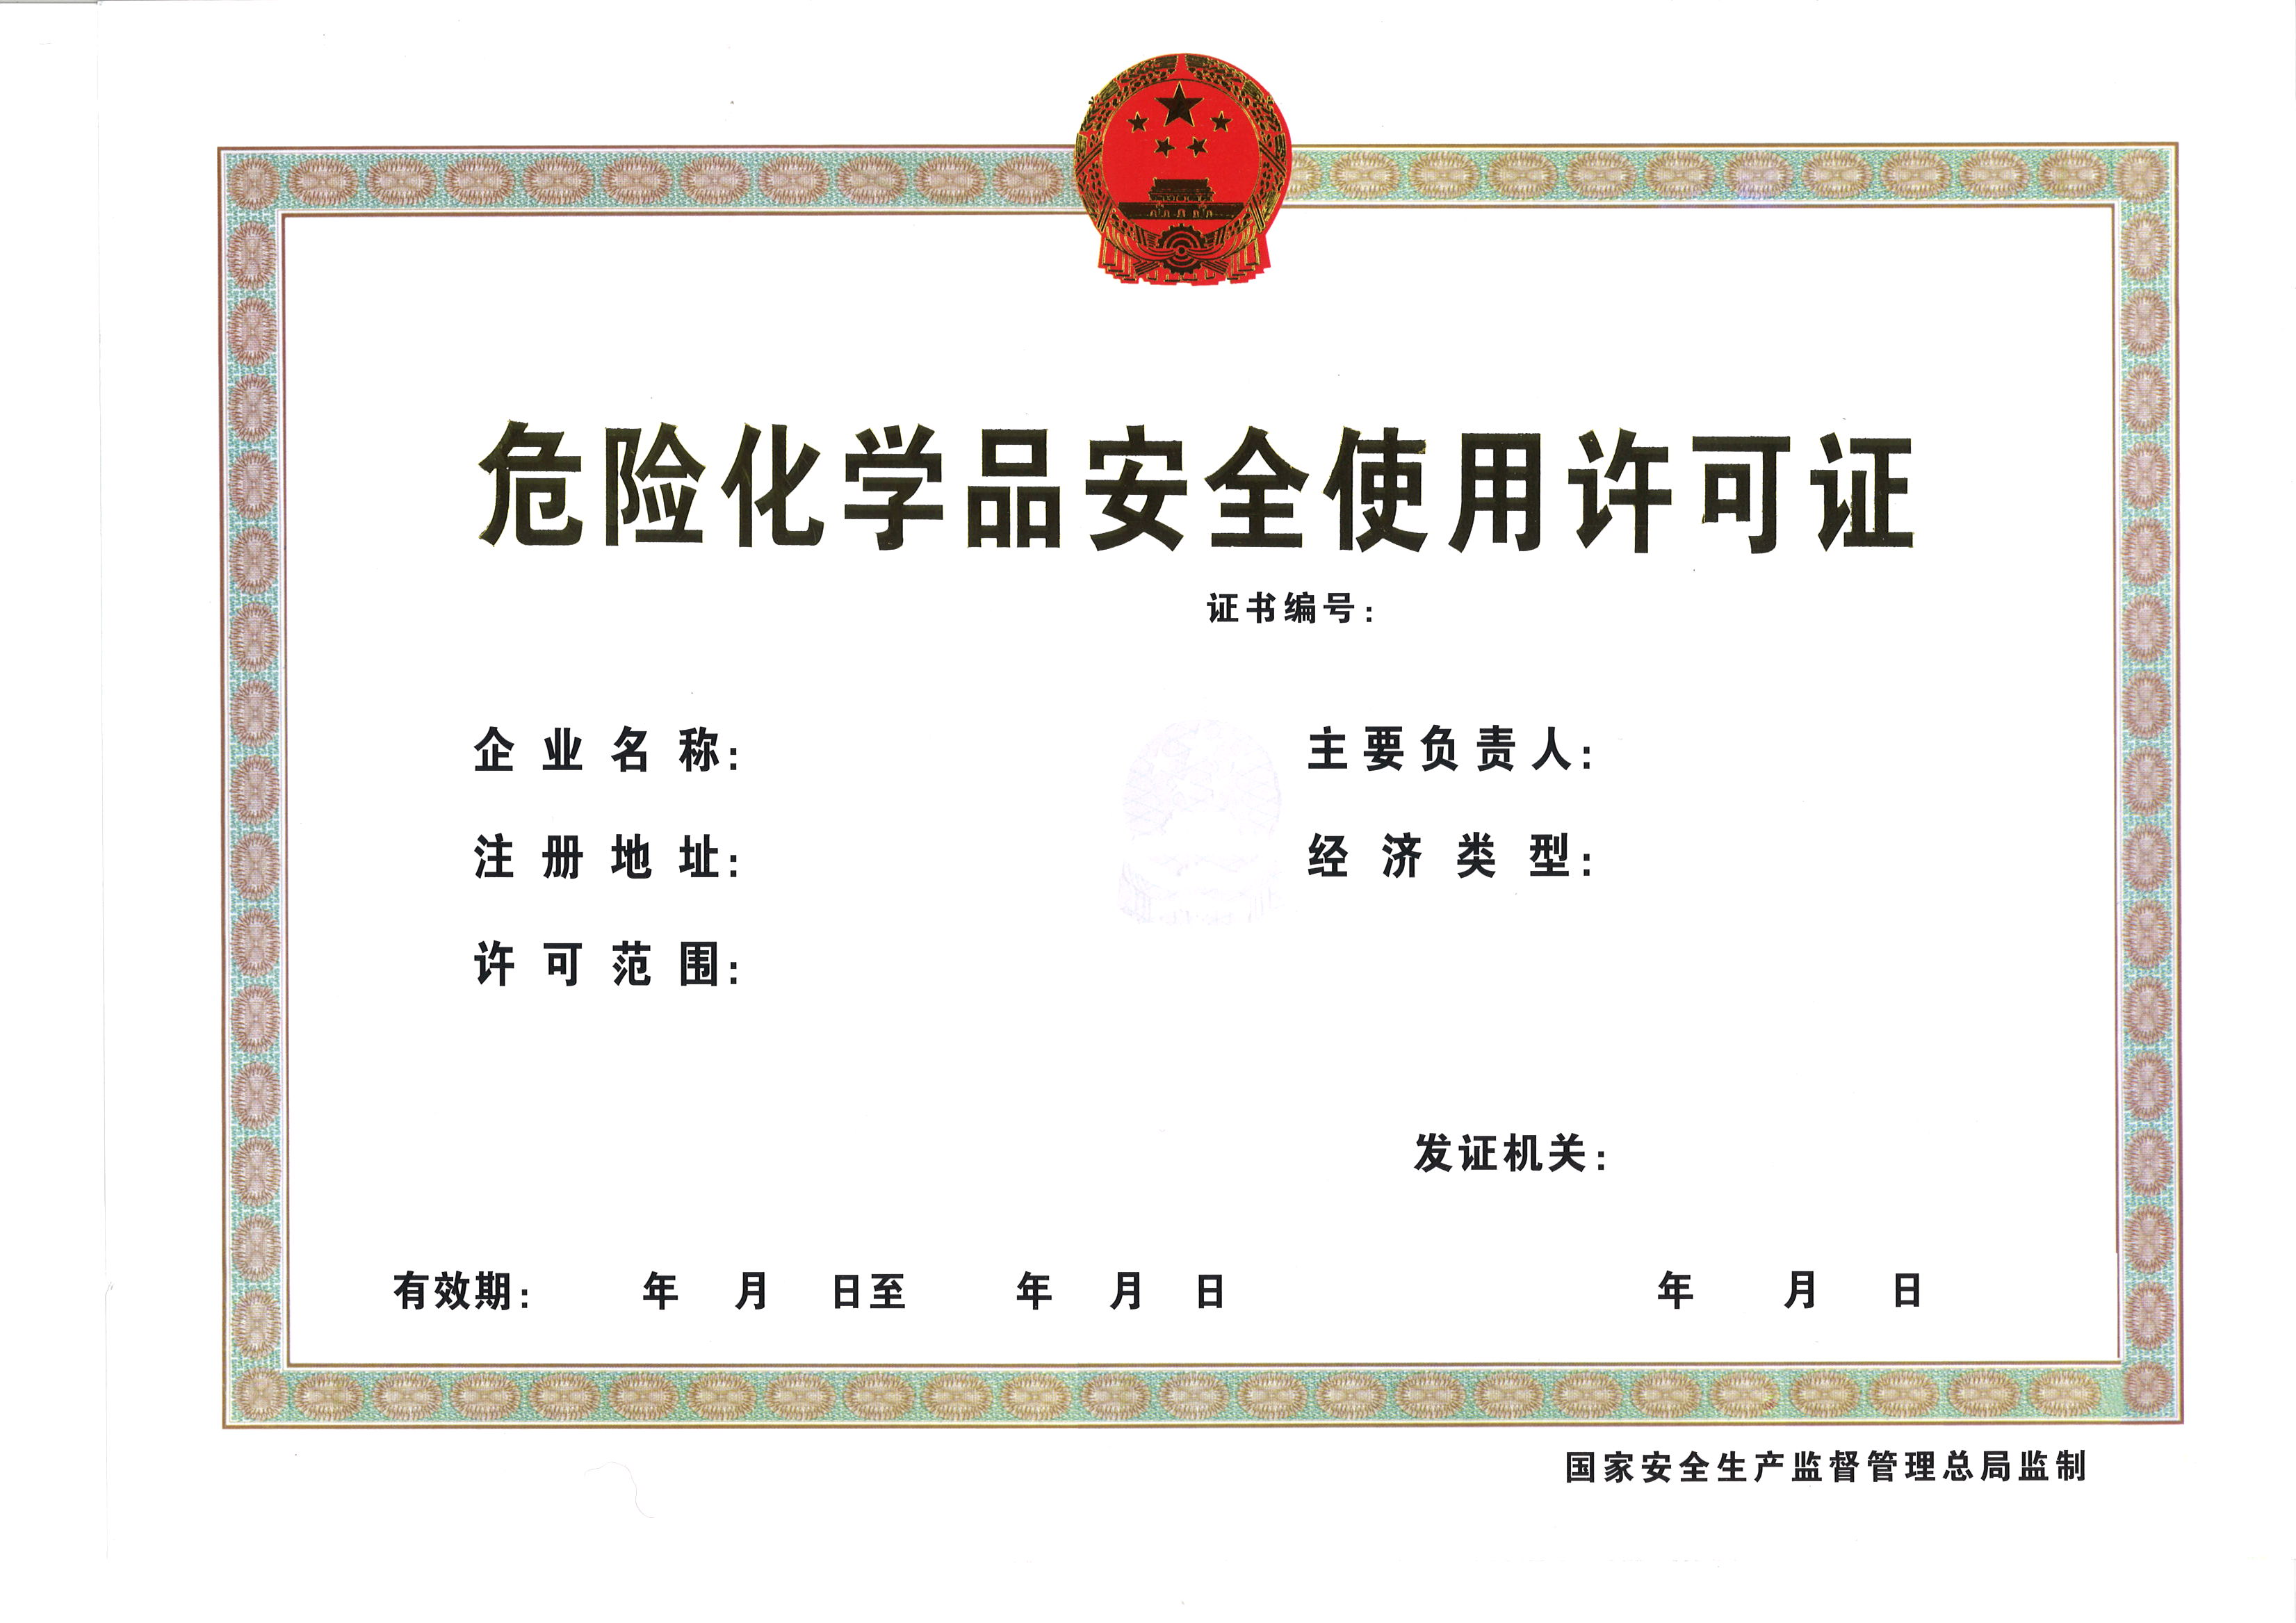 危险化学品安全使用许可证
证书编号：
企业名称： 主要负责人：
注册地址： 经济类型：
许可范围：
发证机关：
有效期： 年 月 日至 年 月 日 年 月 日
国家安全生产监督管理总局监制